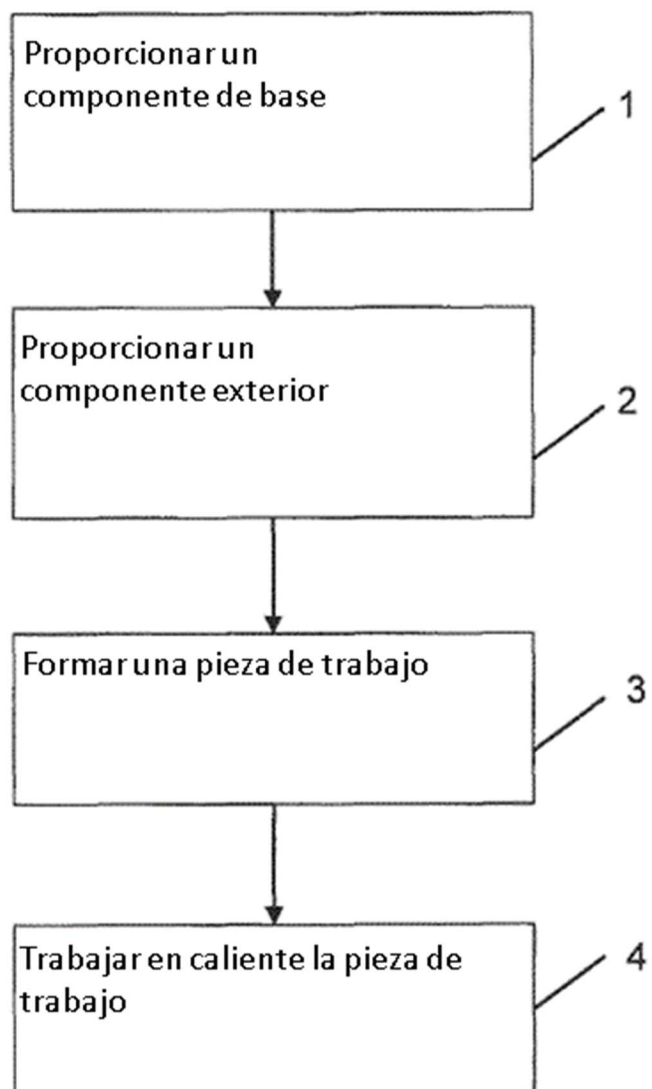 Proporcionar un
componente de base
1
Proporcionar un
componente exterior
2
Formar una pieza de trabajo
3
Trabajar en caliente la pieza de
trabajo
4